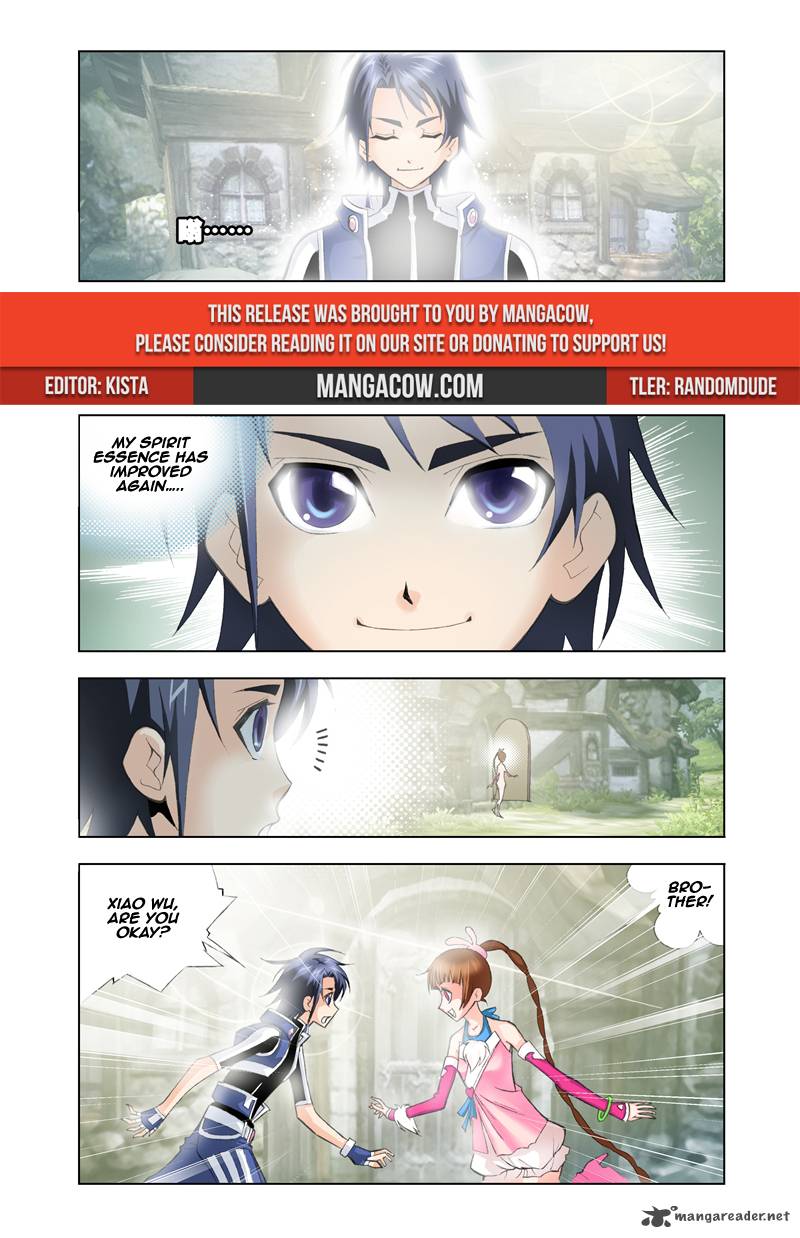 THIS RELEASE WAS BROUGHT TO YOU BY MANGACOW,
PLEASE CONSIDER READING IT ON OUR SITE OR DONATING TO SUPPORT US!
EDITOR: KISTA
MANGACOW.COM
TLER: RANDOMDUDE
MY SPIRIT
ESSENCE HAS
IMPROVED
AGAIN.....
XIAO WU,
ARE YOU
OKAY?
BRO-
THER!
mangareader.net